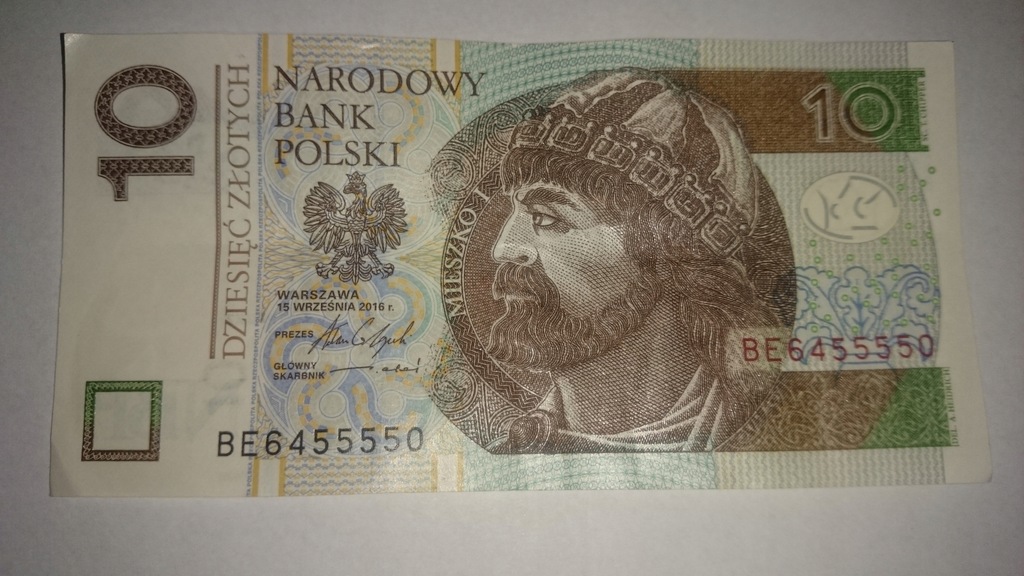 10
DZIESIĘĆ ZŁOTYCH
NARODOWY
BANK
POLSKI
WARSZAWA
15 WRZEŚNIA 2016 r.
PREZES
GŁÓWNY
SKARBNIK
BE6455550
MIESZKO I
10
BE6455550